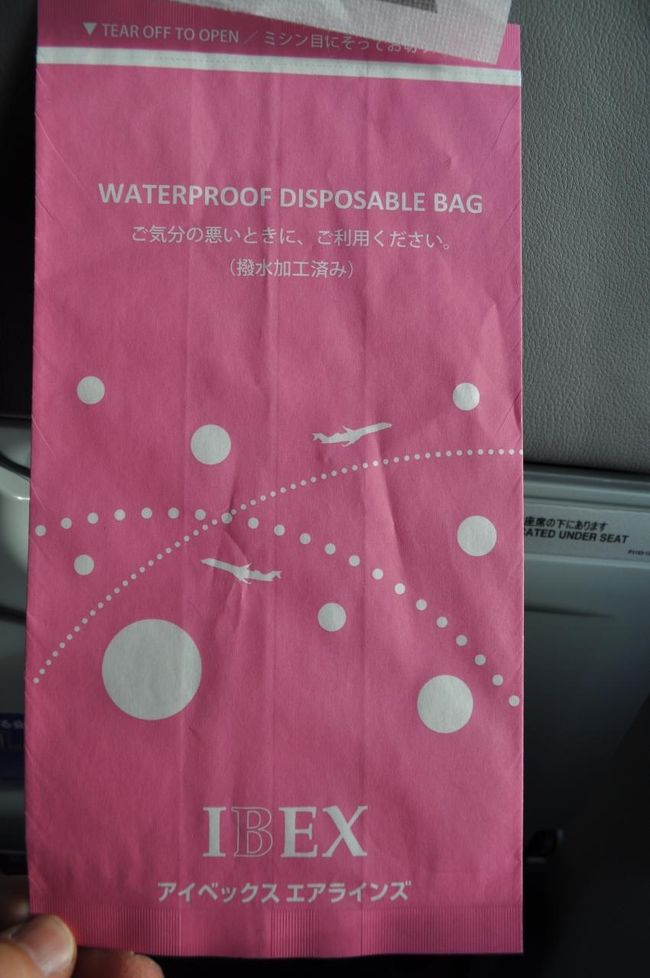 ▼ TEAR OFF TO OPEN / ミシン目にそってお切り
WATERPROOF DISPOSABLE BAG
ご気分の悪いときに、ご利用ください。
（撥水加工済み）
座席の下にあります
CATED UNDER SEAT
IBEX
アイベックス エアラインズ